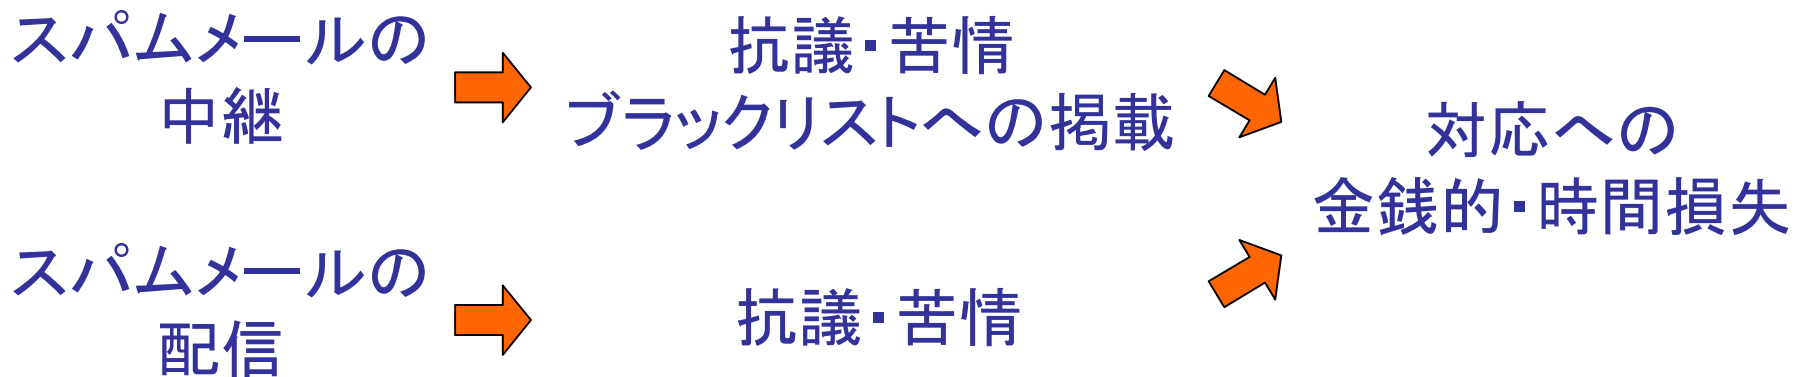 スパムメールの
中継
抗議・苦情
ブラックリストへの掲載
スパムメールの
配信
抗議・苦情
対応への
金銭的・時間損失